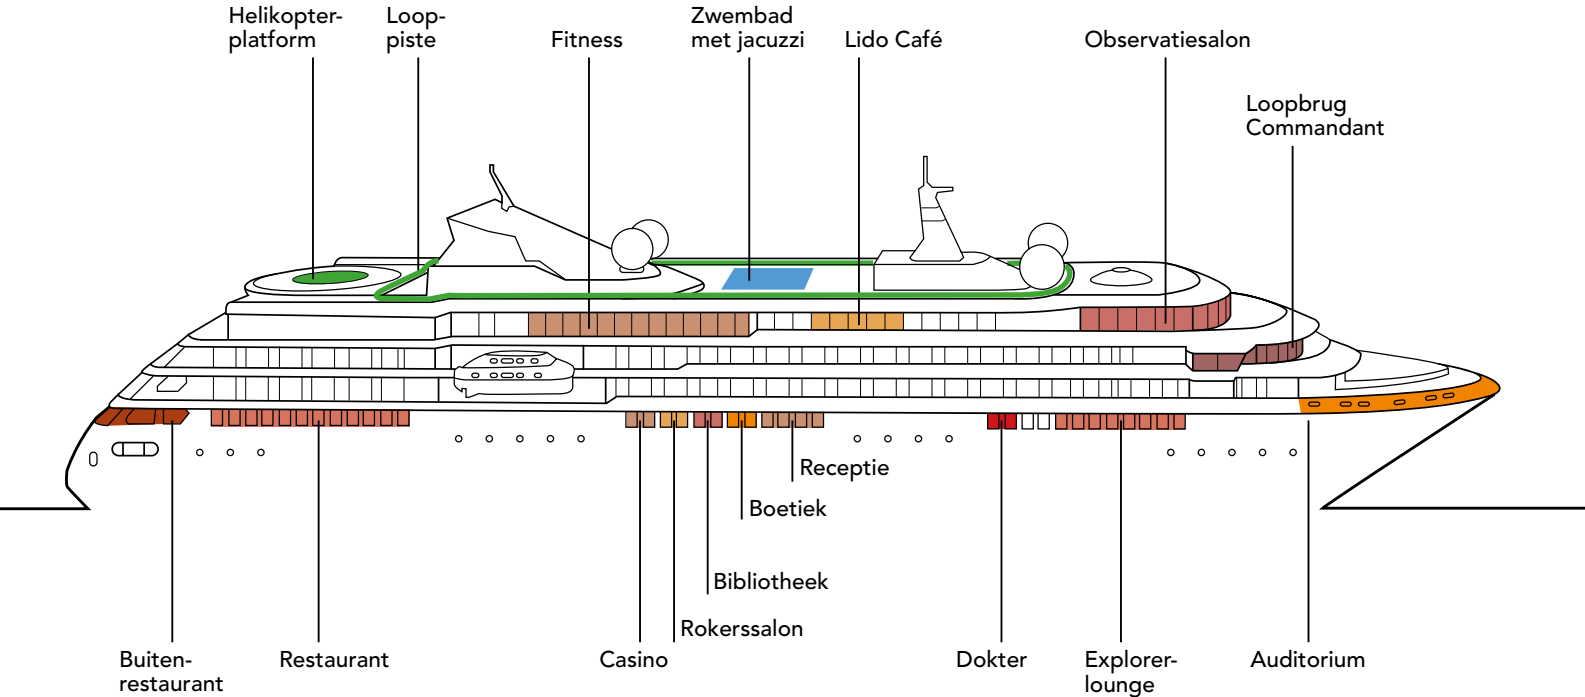 Helikopter-
platform
Loop-
piste
Fitness
Zwembad
met jacuzzi
Lido Café
Observatiesalon
Loopbrug
Commandant
Receptie
Boetiek
Bibliotheek
Rokerssalon
Buiten-
restaurant
Restaurant
Casino
Dokter
Explorer-
lounge
Auditorium